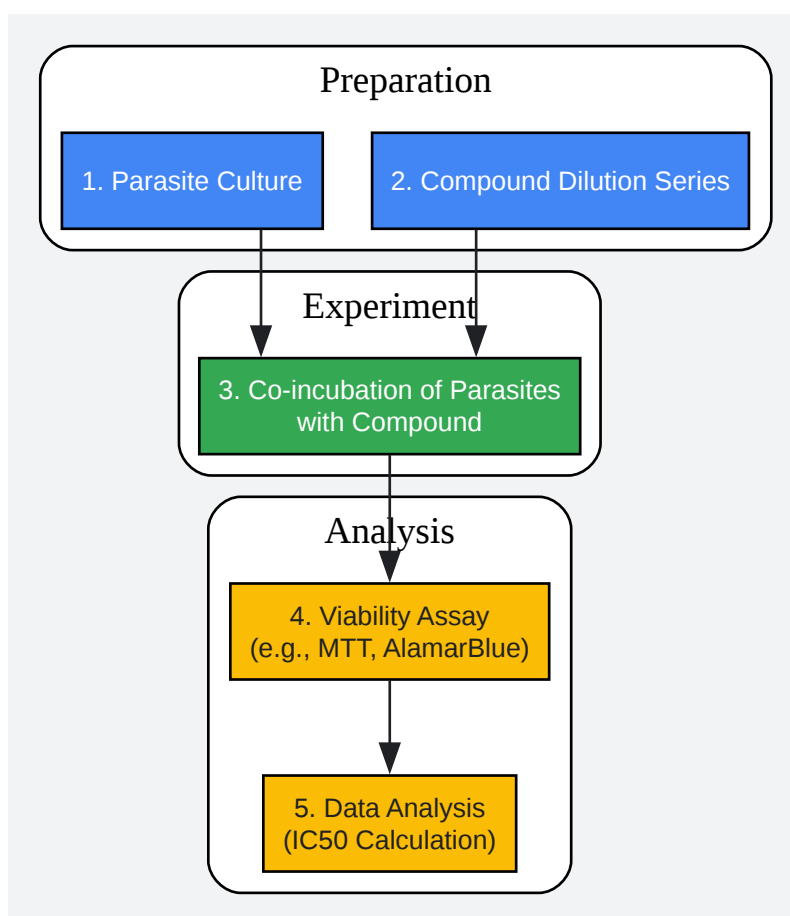 Preparation
1. Parasite Culture
2. Compound Dilution Series
Experiment
3. Co-incubation of Parasites
with Compound
Analysis
4. Viability Assay
(e.g., MTT, AlamarBlue)
5. Data Analysis
(IC50 Calculation)